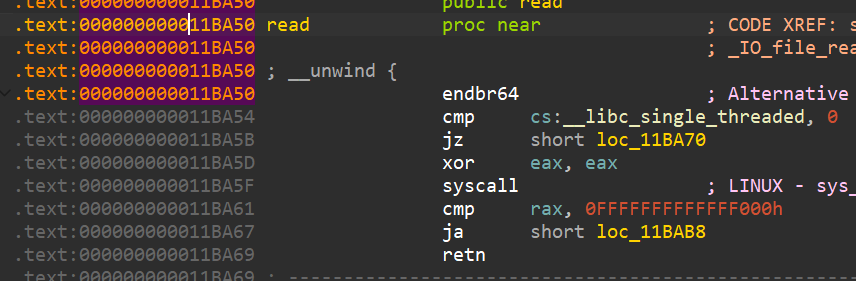 .text:000000000011BA50 public read
.text:000000000011BA50 read proc near ; CODE XREF: s
.text:000000000011BA50 ; _IO_file_rea
.text:000000000011BA50 ; __unwind {
.text:000000000011BA50 endbr64 ; Alternative
.text:000000000011BA54 cmp cs:__libc_single_threaded, 0
.text:000000000011BA5B jz short loc_11BA70
.text:000000000011BA5D xor eax, eax
.text:000000000011BA5F syscall ; LINUX - sys_
.text:000000000011BA61 cmp rax, 0FFFFFFFFFFFFF000h
.text:000000000011BA67 ja short loc_11BAB8
.text:000000000011BA69 retn
.text:000000000011BA69 ; ---------------------------------------------------------------